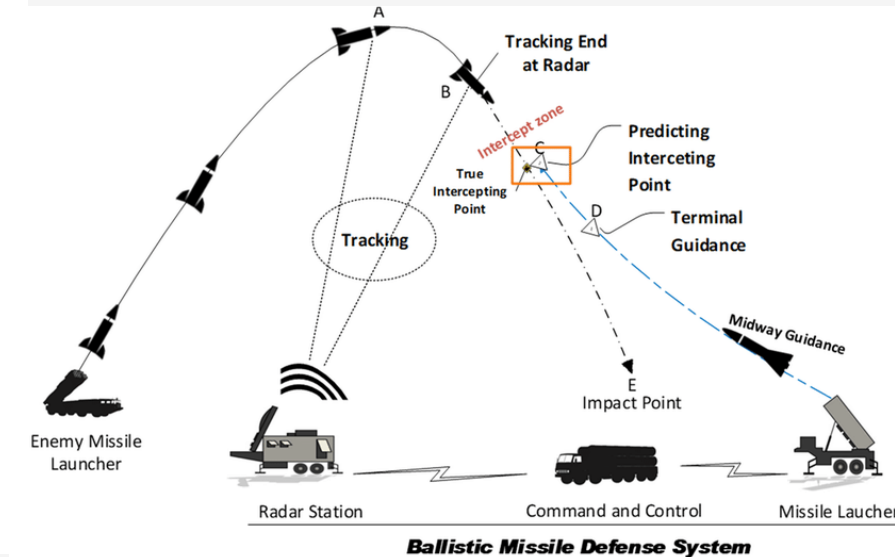 A
Tracking End
at Radar
B
Intercept zone
C
Predicting
Interceting
Point
True
Intercepting
Point
D
Terminal
Guidance
Tracking
Midway Guidance
E
Impact Point
Enemy Missile
Launcher
Radar Station
Command and Control
Missile Laucher
Ballistic Missile Defense System